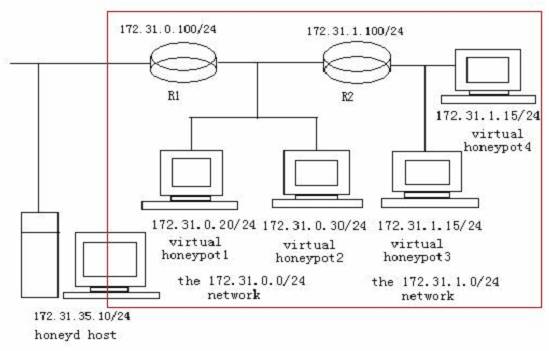 172.31.0.100/24
172.31.1.100/24
R1
R2
172.31.1.15/24
virtual
honeypot4
172.31.0.20/24
virtual
honeypot1
172.31.0.30/24
virtual
honeypot2
172.31.1.15/24
virtual
honeypot3
the 172.31.0.0/24
network
the 172.31.1.0/24
network
172.31.35.10/24
honeyd host